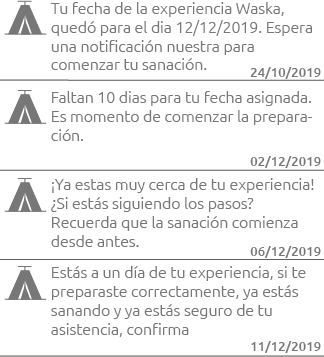 Tu fecha de la experiencia Waska,
quedó para el dia 12/12/2019. Espera
una notificación nuestra para
comenzar tu sanación.
24/10/2019
Faltan 10 dias para tu fecha asignada.
Es momento de comenzar la prepara-
ción.
02/12/2019
¡Ya estas muy cerca de tu experiencia!
¿Si estás siguiendo los pasos?
Recuerda que la sanación comienza
desde antes.
06/12/2019
Estás a un día de tu experiencia, si te
preparaste correctamente, ya estás
sanando y ya estás seguro de tu
asistencia, confirma
11/12/2019